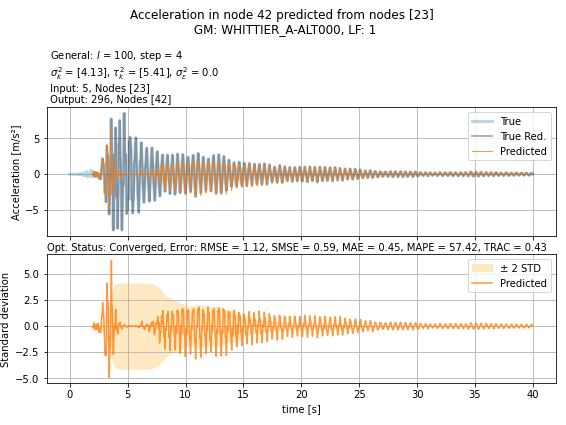 Acceleration in node 42 predicted from nodes [23]
GM: WHITTIER_A-ALT000, LF: 1
General: l = 100, step = 4
σ²ₖ = [4.13], τ²ₖ = [5.41], σ²ε = 0.0
Input: 5, Nodes [23]
Output: 296, Nodes [42]
Acceleration [m/s²]
5
0
−5
True
True Red.
Predicted
Opt. Status: Converged, Error: RMSE = 1.12, SMSE = 0.59, MAE = 0.45, MAPE = 57.42, TRAC = 0.43
Standard deviation
5.0
2.5
0.0
−2.5
−5.0
± 2 STD
Predicted
0 5 10 15 20 25 30 35 40
time [s]